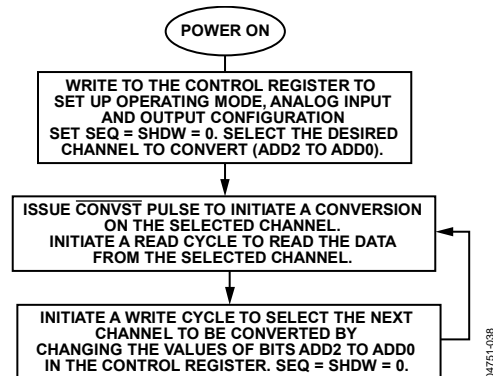 POWER ON
WRITE TO THE CONTROL REGISTER TO
SET UP OPERATING MODE, ANALOG INPUT
AND OUTPUT CONFIGURATION
SET SEQ = SHDW = 0. SELECT THE DESIRED
CHANNEL TO CONVERT (ADD2 TO ADD0).
ISSUE CONVST PULSE TO INITIATE A CONVERSION
ON THE SELECTED CHANNEL.
INITIATE A READ CYCLE TO READ THE DATA
FROM THE SELECTED CHANNEL.
INITIATE A WRITE CYCLE TO SELECT THE NEXT
CHANNEL TO BE CONVERTED BY
CHANGING THE VALUES OF BITS ADD2 TO ADD0
IN THE CONTROL REGISTER. SEQ = SHDW = 0.
04751-038